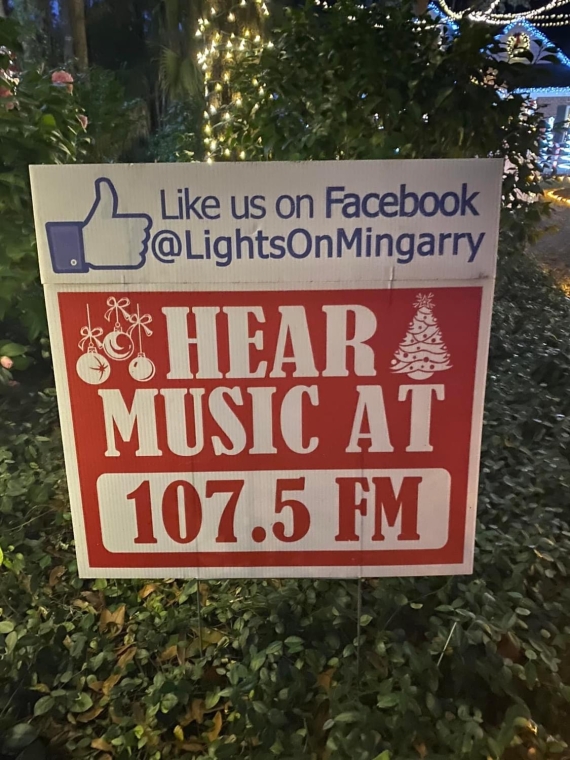 Like us on Facebook
@LightsOnMingarry
HEAR
MUSIC AT
107.5 FM